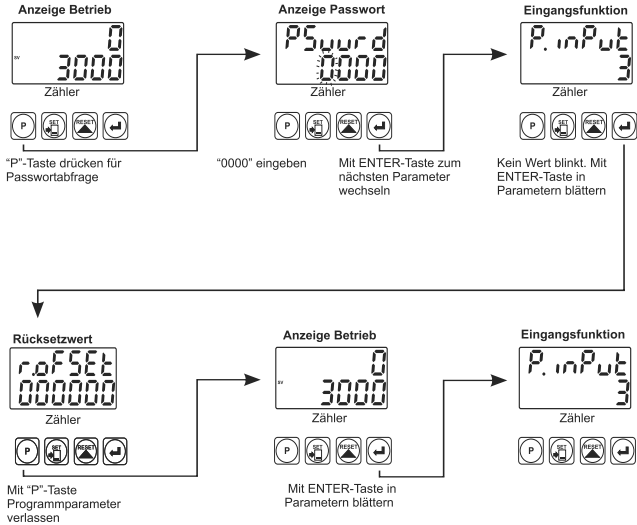 Anzeige Betrieb
0
SV
3000
Zähler
P
SET
RESET
"P"-Taste drücken für
Passwortabfrage
Anzeige Passwort
PSwrd
0000
Zähler
P
SET
RESET
"0000" eingeben
Mit ENTER-Taste zum
nächsten Parameter
wechseln
Eingangsfunktion
P. inPut
3
Zähler
P
SET
RESET
Kein Wert blinkt. Mit
ENTER-Taste in
Parametern blättern
Rücksetzwert
r.oFSEt
000000
Zähler
P
SET
RESET
Mit "P"-Taste
Programmparameter
verlassen
Anzeige Betrieb
0
SV
3000
Zähler
P
SET
RESET
Mit ENTER-Taste in
Parametern blättern
Eingangsfunktion
P. inPut
3
Zähler
P
SET
RESET